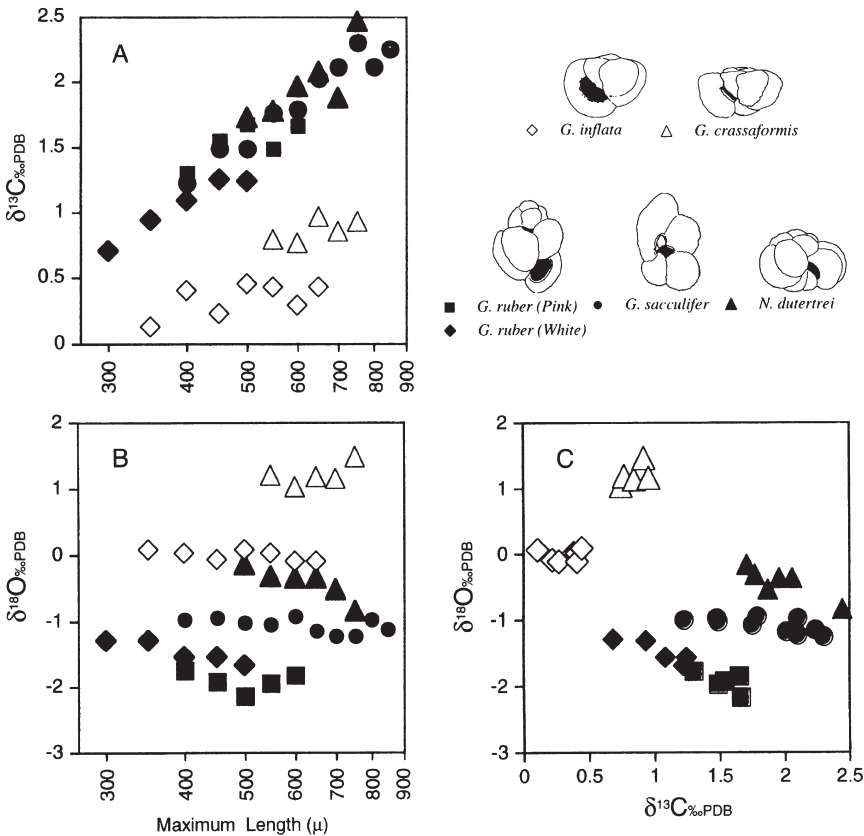 A
2.5
2
1.5
1
0.5
0
δ13C‰PDB
300
400
500
600
700
800
900
G. inflata
G. crassaformis
G. ruber (Pink)
G. sacculifer
N. dutertrei
G. ruber (White)
B
2
1
0
-1
-2
-3
δ18O‰PDB
300
400
500
600
700
800
900
Maximum Length (μ)
C
2
1
0
-1
-2
-3
δ18O‰PDB
0
0.5
1
1.5
2
2.5
δ13C‰PDB